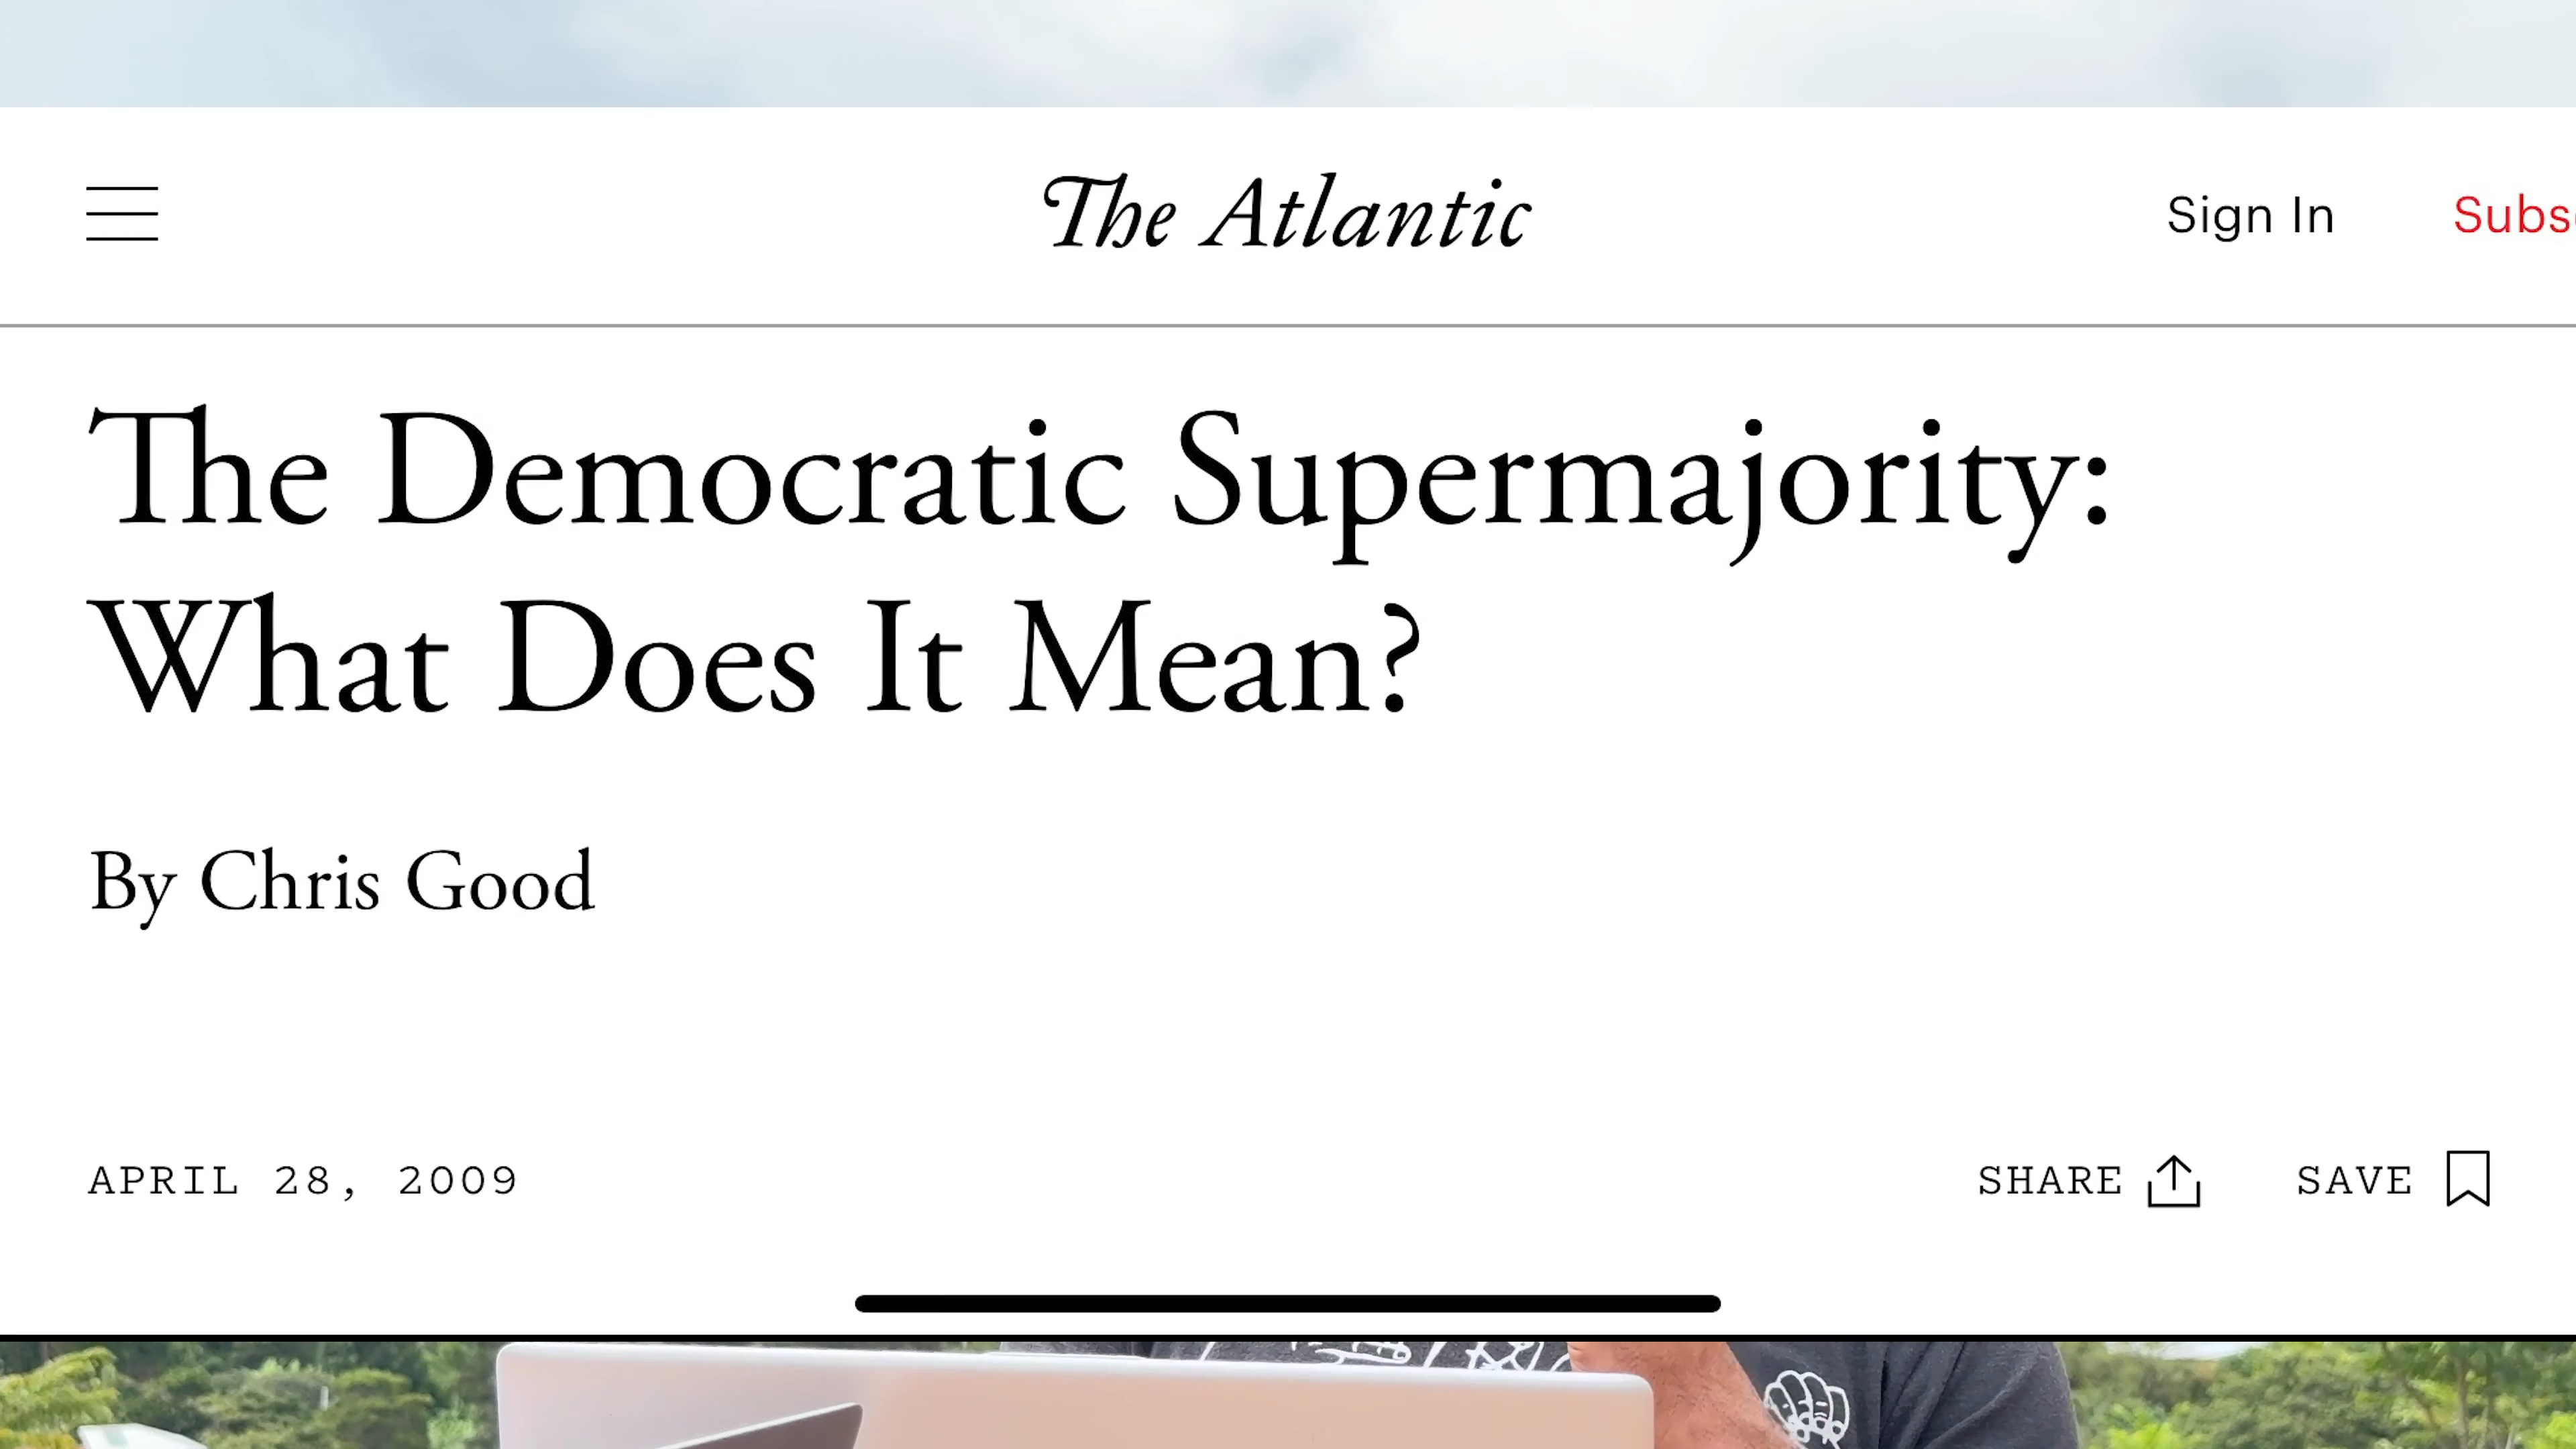 The Atlantic
Sign In
The Democratic Supermajority:
What Does It Mean?
By Chris Good
APRIL 28, 2009
SHARE
SAVE